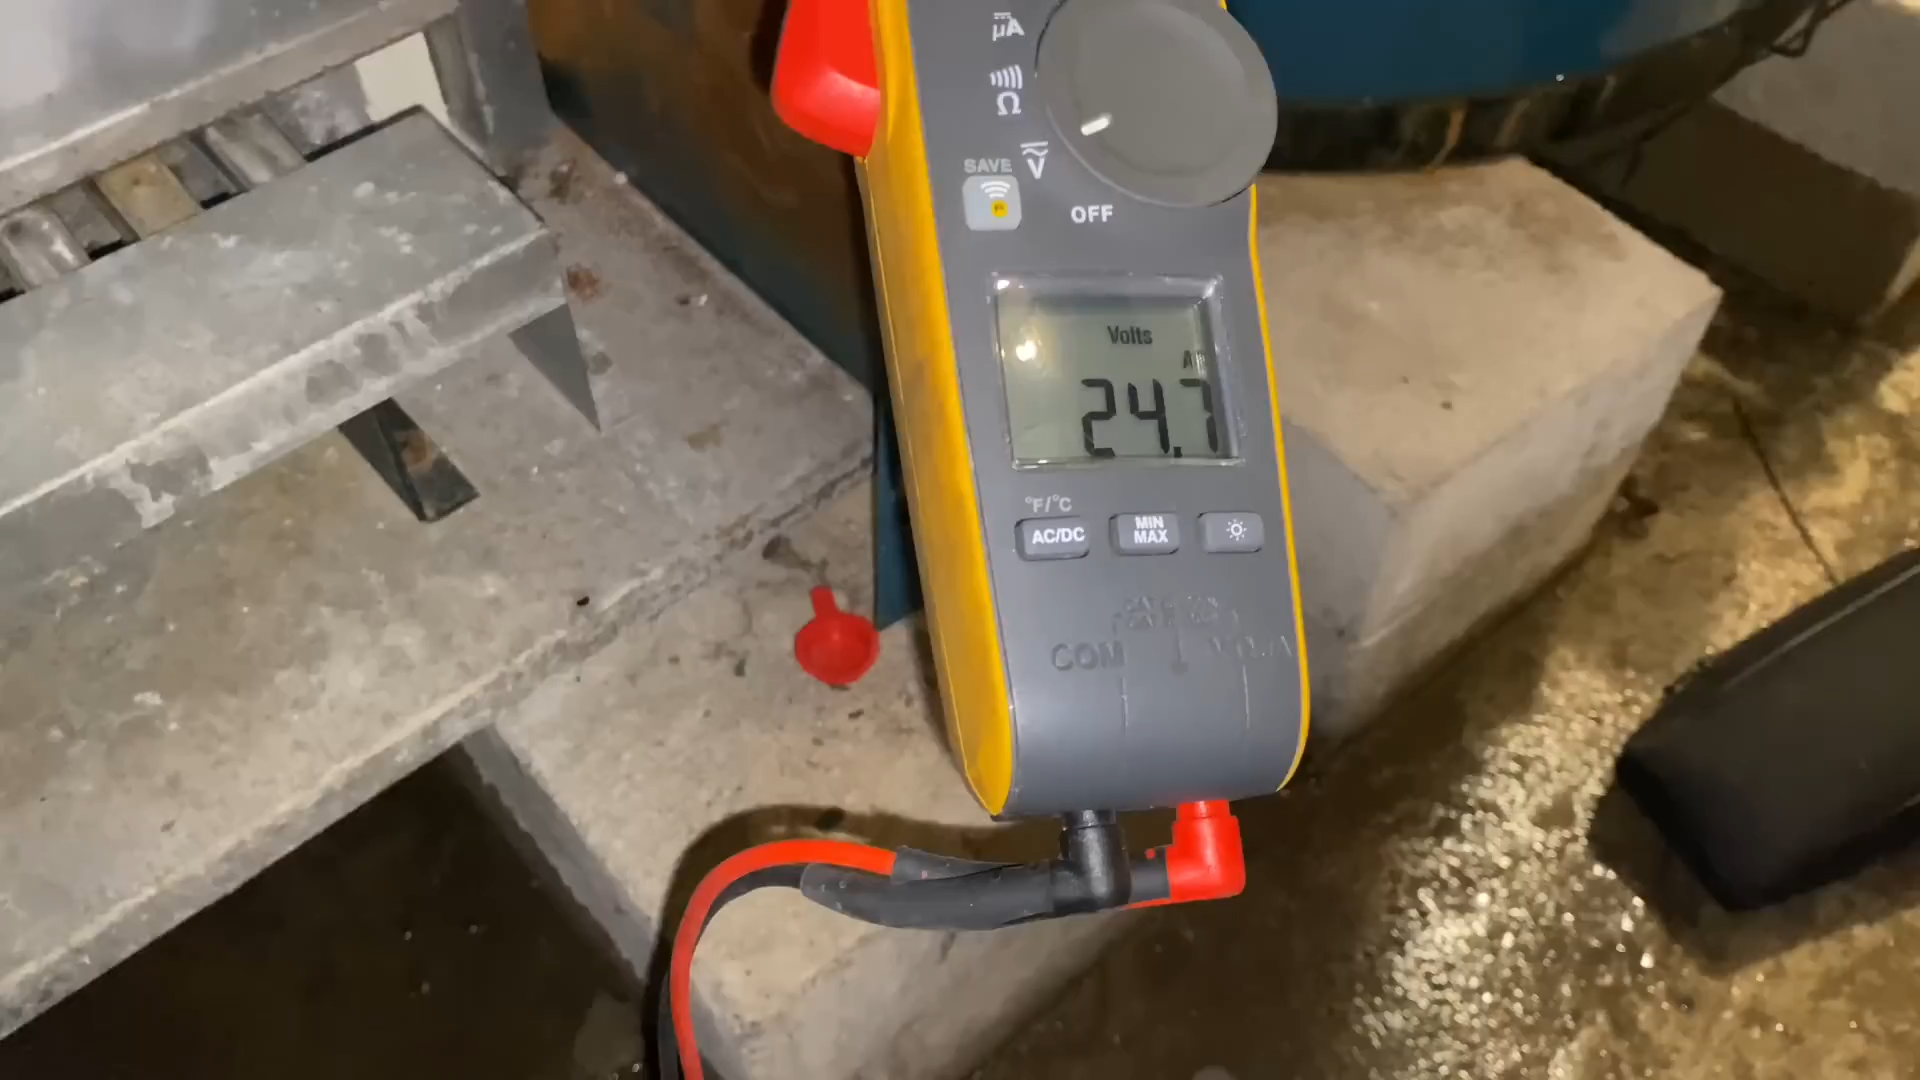 µA
Ω
V
SAVE
OFF
Volts
24.7
°F/°C
AC/DC
MIN
MAX
COM